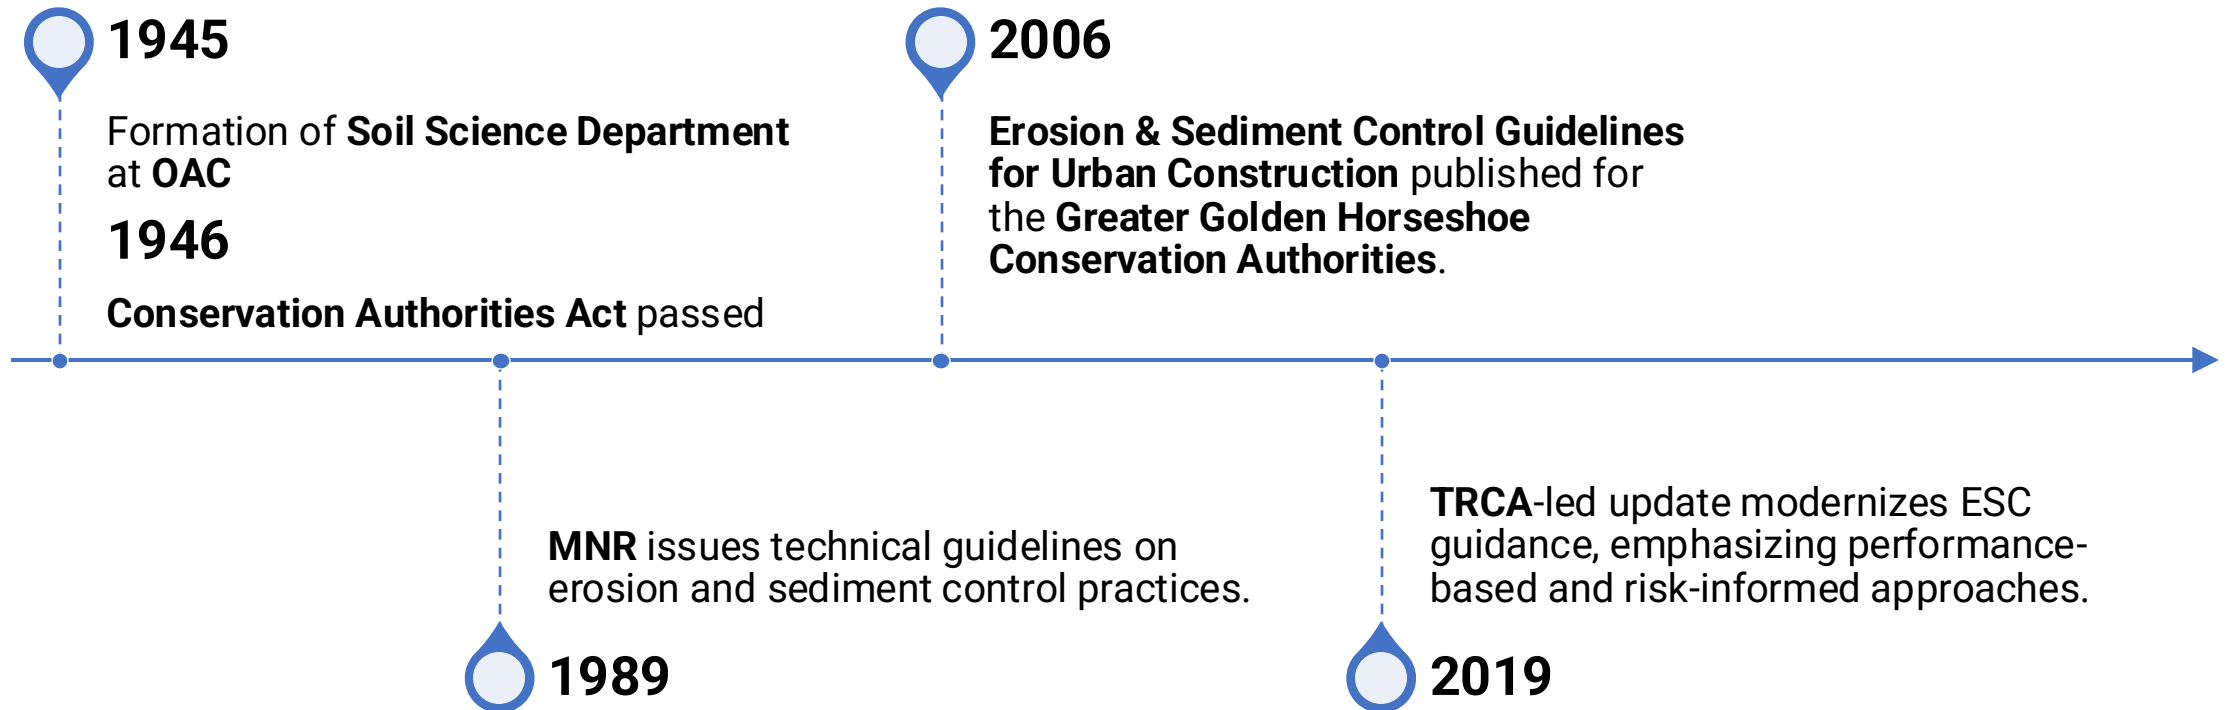 1945
Formation of Soil Science Department
at OAC
1946
Conservation Authorities Act passed
2006
Erosion & Sediment Control Guidelines
for Urban Construction published for
the Greater Golden Horseshoe
Conservation Authorities.
MNR issues technical guidelines on
erosion and sediment control practices.
1989
TRCA-led update modernizes ESC
guidance, emphasizing performance-
based and risk-informed approaches.
2019